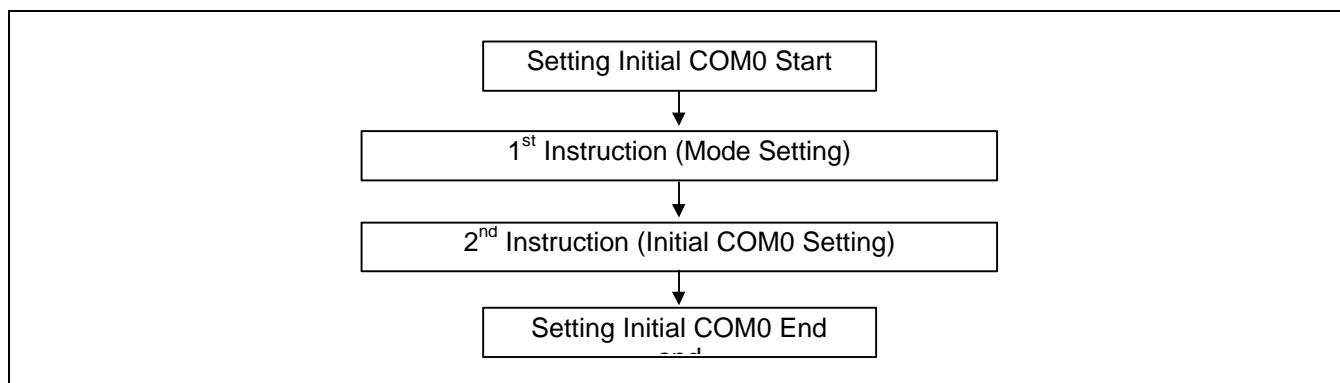 Setting Initial COM0 Start
1st Instruction (Mode Setting)
2nd Instruction (Initial COM0 Setting)
Setting Initial COM0 End